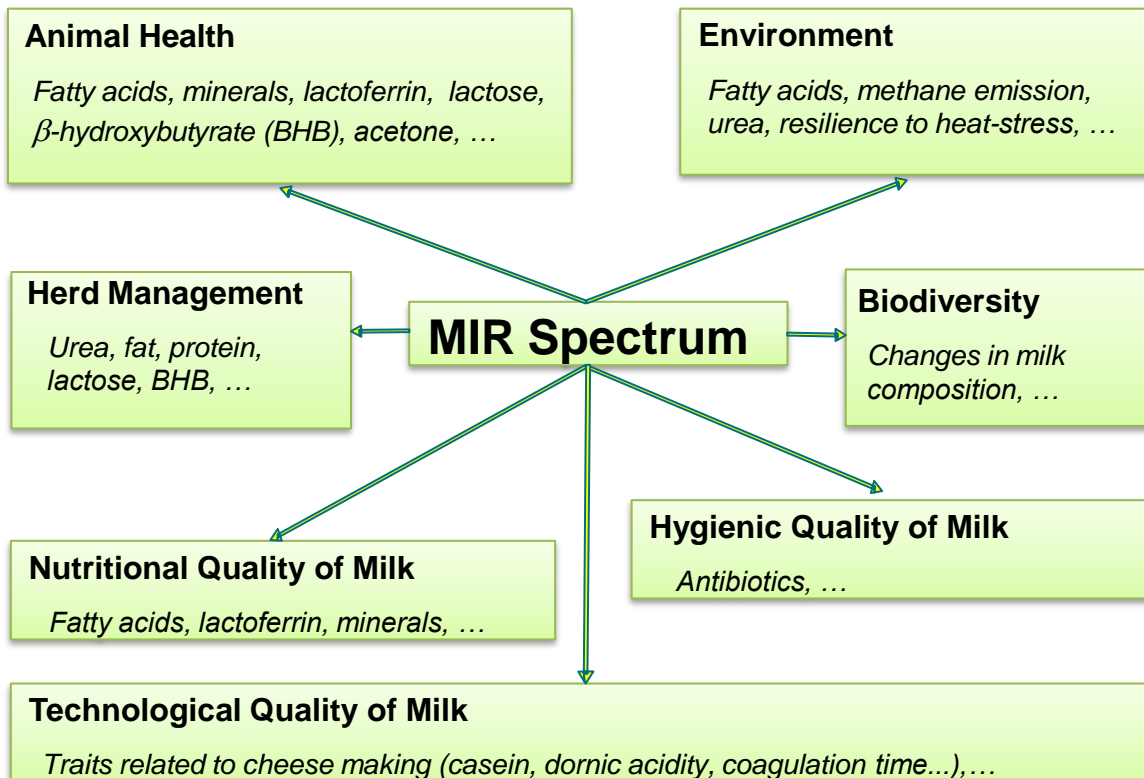 Animal Health
Fatty acids, minerals, lactoferrin, lactose,
β-hydroxybutyrate (BHB), acetone, …
Environment
Fatty acids, methane emission,
urea, resilience to heat-stress, …
Herd Management
Urea, fat, protein,
lactose, BHB, …
MIR Spectrum
Biodiversity
Changes in milk
composition, …
Nutritional Quality of Milk
Fatty acids, lactoferrin, minerals, …
Hygienic Quality of Milk
Antibiotics, …
Technological Quality of Milk
Traits related to cheese making (casein, dornic acidity, coagulation time...),…